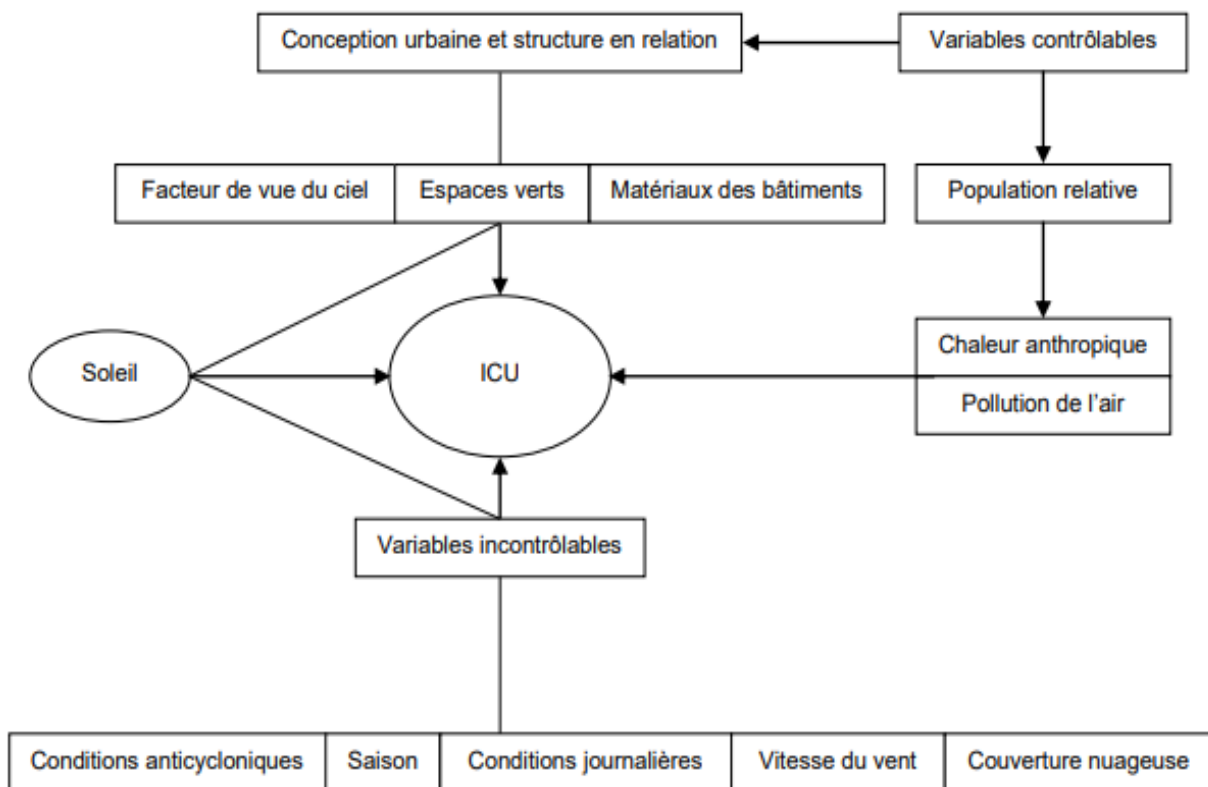 Conception urbaine et structure en relation
Variables contrôlables
Facteur de vue du ciel
Espaces verts
Matériaux des bâtiments
Population relative
Soleil
ICU
Chaleur anthropique
Pollution de l'air
Variables incontrôlables
Conditions anticycloniques
Saison
Conditions journalières
Vitesse du vent
Couverture nuageuse